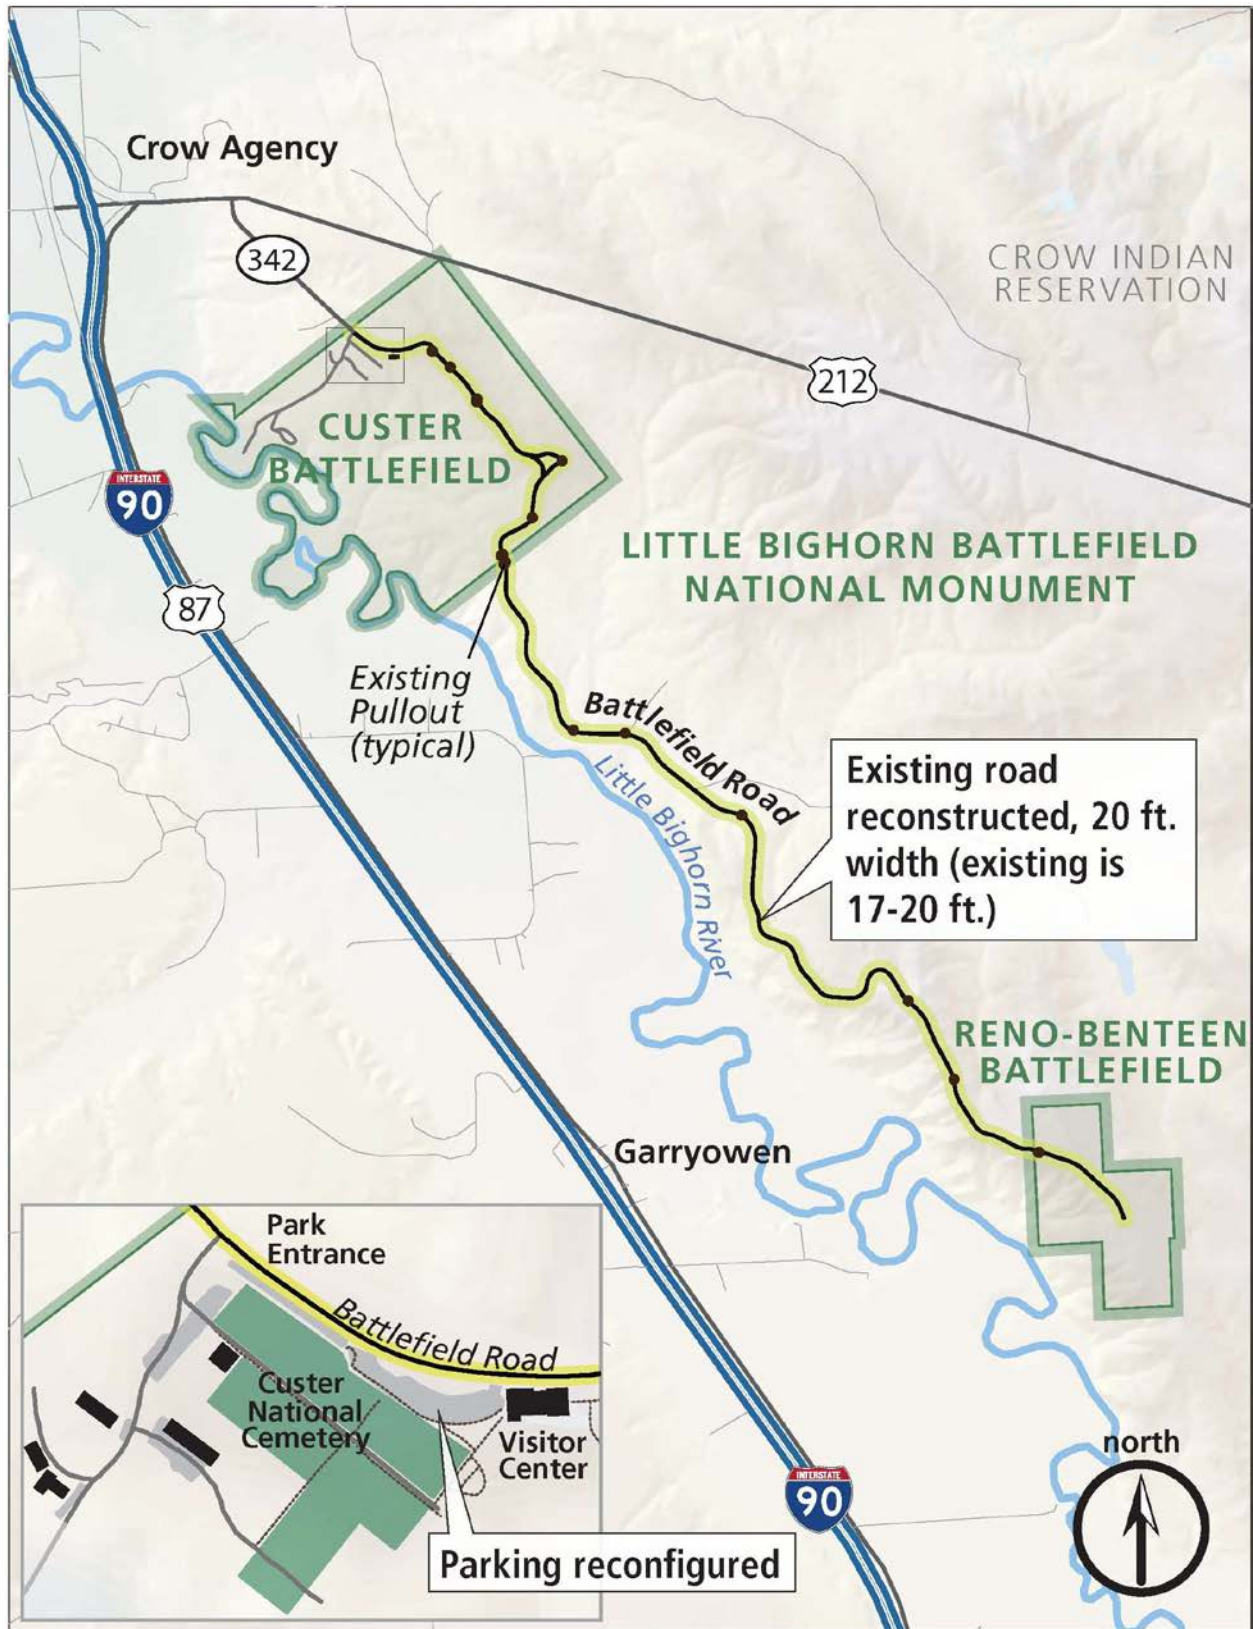 Crow Agency
342
CROW INDIAN
RESERVATION
212
CUSTER
BATTLEFIELD
INTERSTATE
90
LITTLE BIGHORN BATTLEFIELD
NATIONAL MONUMENT
87
Existing
Pullout
(typical)
Battlefield Road
Little Bighorn River
Existing road
reconstructed, 20 ft.
width (existing is
17-20 ft.)
RENO-BENTEEN
BATTLEFIELD
Garryowen
Park
Entrance
Battlefield Road
Custer
National
Cemetery
Visitor
Center
Parking reconfigured
INTERSTATE
90
north